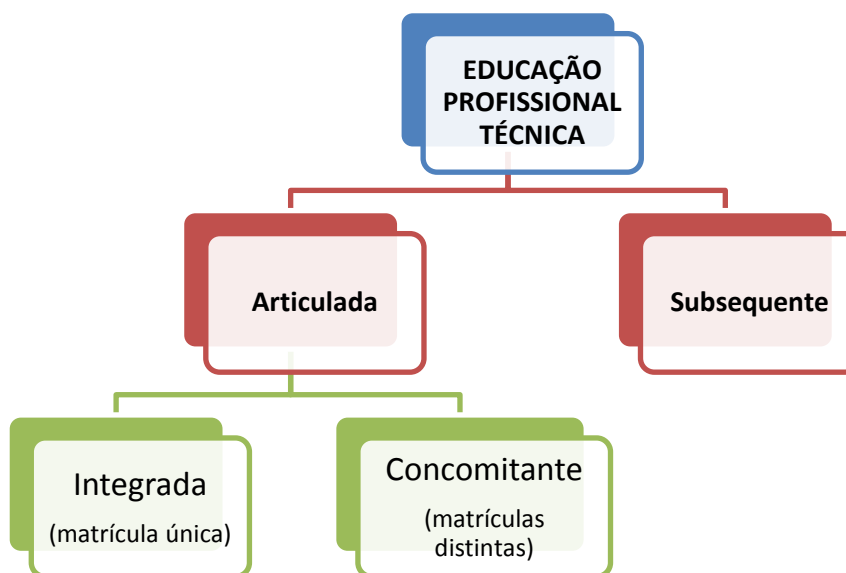 EDUCAÇÃO
PROFISSIONAL
TÉCNICA
Articulada
Subsequente
Integrada
(matrícula única)
Concomitante
(matrículas
distintas)